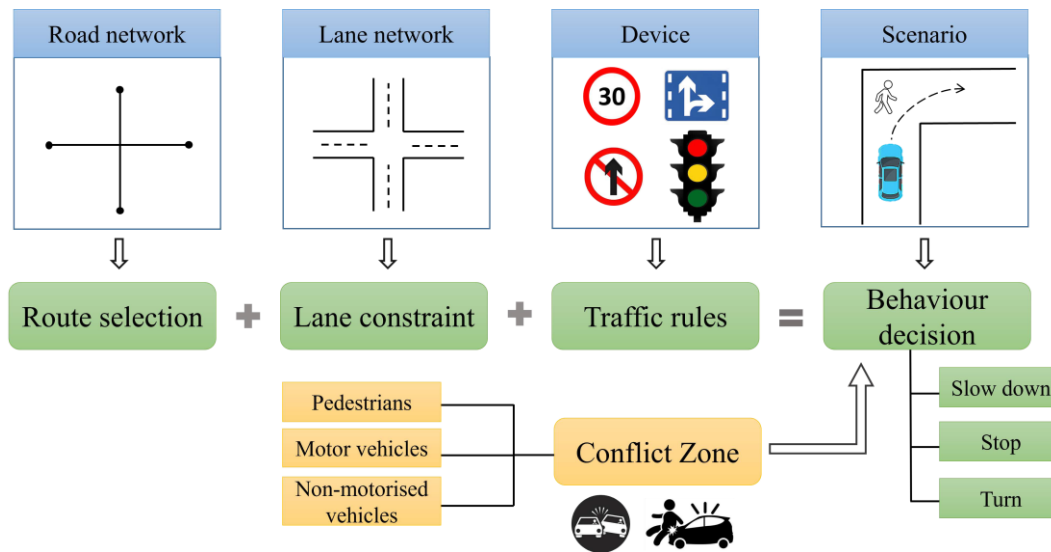 Road network
Lane network
Device
Scenario
30
Route selection
Lane constraint
Traffic rules
Behaviour
decision
Pedestrians
Motor vehicles
Non-motorised
vehicles
Conflict Zone
Slow down
Stop
Turn